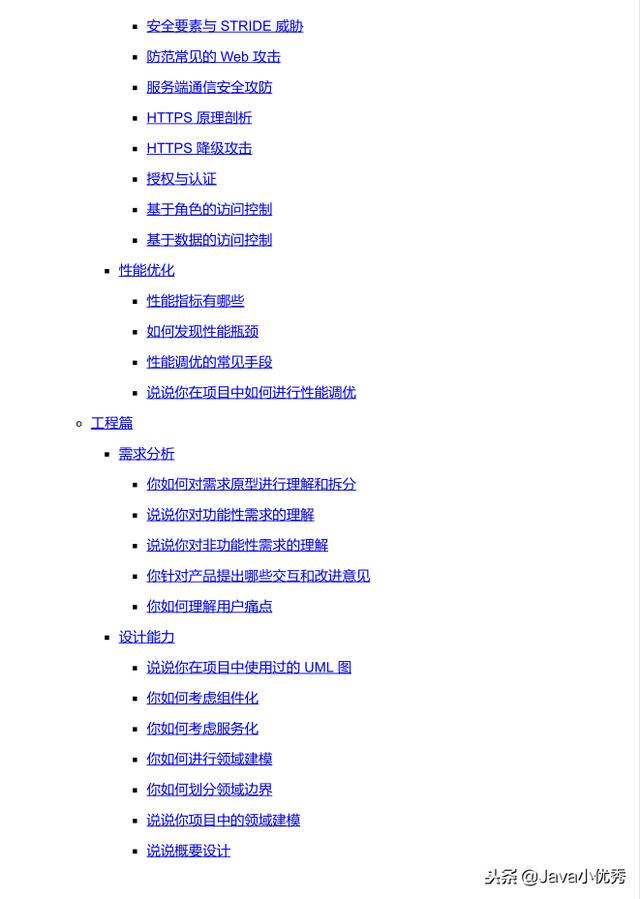 安全要素与 STRIDE 威胁
防范常见的 Web 攻击
服务端通信安全攻防
HTTPS 原理剖析
HTTPS 降级攻击
授权与认证
基于角色的访问控制
基于数据的访问控制
性能优化
性能指标有哪些
如何发现性能瓶颈
性能调优的常见手段
说说你在项目中如何进行性能调优
工程篇
需求分析
你如何对需求原型进行理解和拆分
说说你对功能性需求的理解
说说你对非功能性需求的理解
你针对产品提出哪些交互和改进意见
你如何理解用户痛点
设计能力
说说你在项目中使用过的 UML 图
你如何考虑组件化
你如何考虑服务化
你如何进行领域建模
你如何划分领域边界
说说你项目中的领域建模
说说概要设计
头条 @Java小优秀